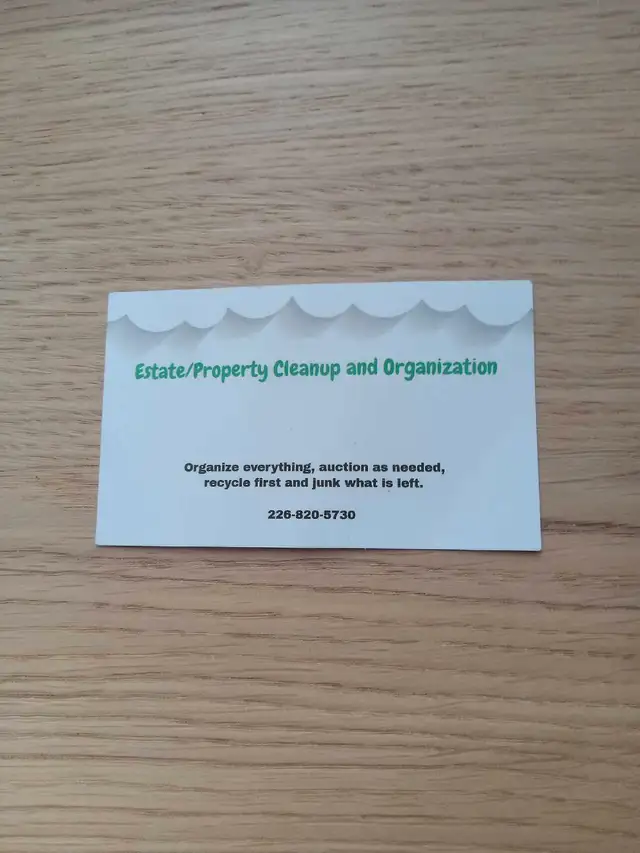 Estate/Property Cleanup and Organization
Organize everything, auction as needed,
recycle first and junk what is left.
226-820-5730